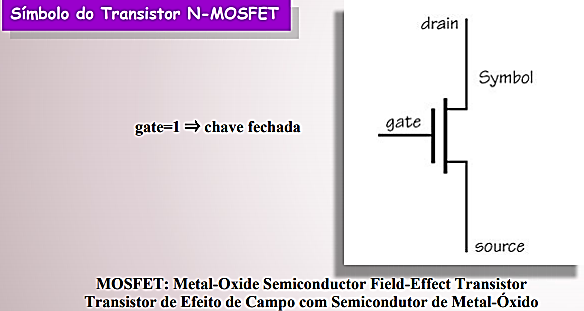 Símbolo do Transistor N-MOSFET
drain
Symbol
gate
gate=1 ⇒ chave fechada
source
MOSFET: Metal-Oxide Semiconductor Field-Effect Transistor
Transistor de Efeito de Campo com Semicondutor de Metal-Óxido